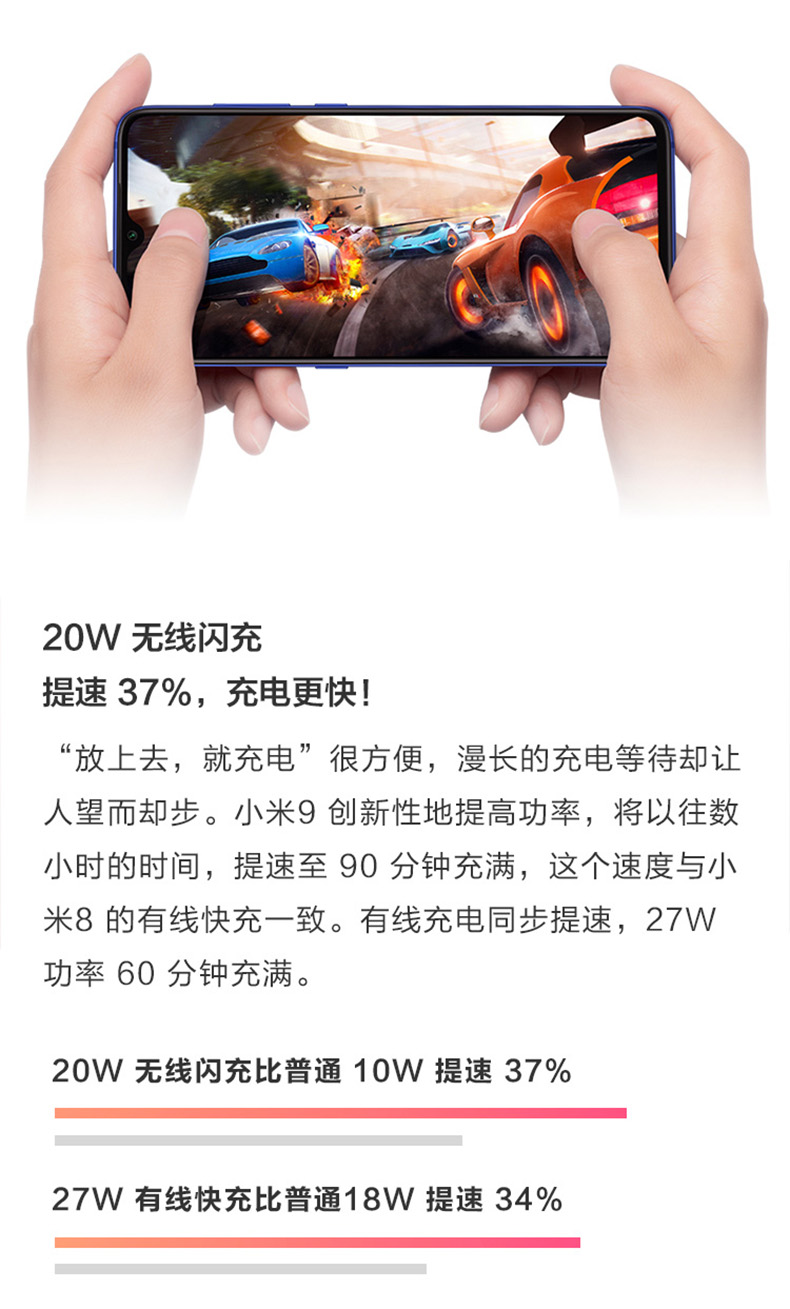 20W 无线闪充
提速 37%，充电更快！
“放上去，就充电”很方便，漫长的充电等待却让
人望而却步。小米9 创新性地提高功率，将以往数
小时的时间，提速至 90 分钟充满，这个速度与小
米8 的有线快充一致。有线充电同步提速，27W
功率 60 分钟充满。
20W 无线闪充比普通 10W 提速 37%
27W 有线快充比普通18W 提速 34%